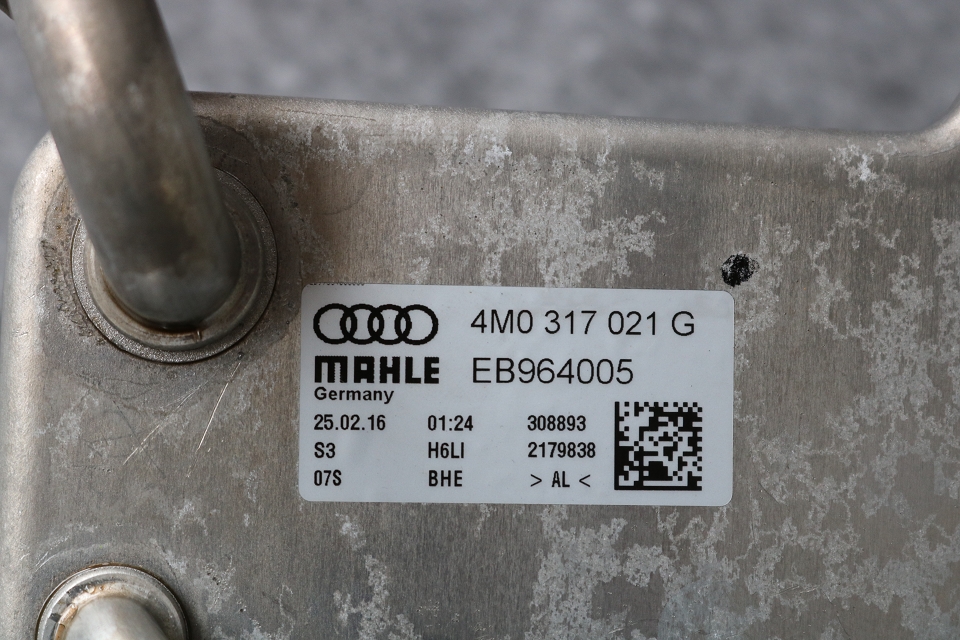 4M0 317 021 G
MAHLE EB964005
Germany
25.02.16 01:24 308893
S3 H6LI 2179838
07S BHE > AL <